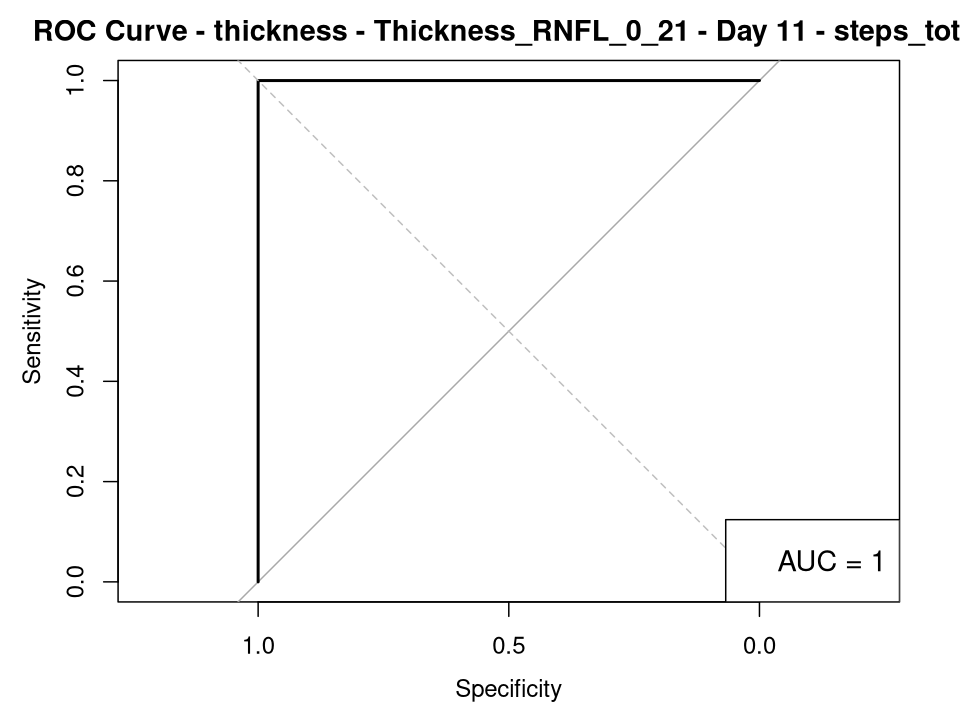 ROC Curve - thickness - Thickness_RNFL_0_21 - Day 11 - steps_tot
1.0
0.8
0.6
0.4
0.2
0.0
Sensitivity
AUC = 1
1.0 0.5 0.0
Specificity